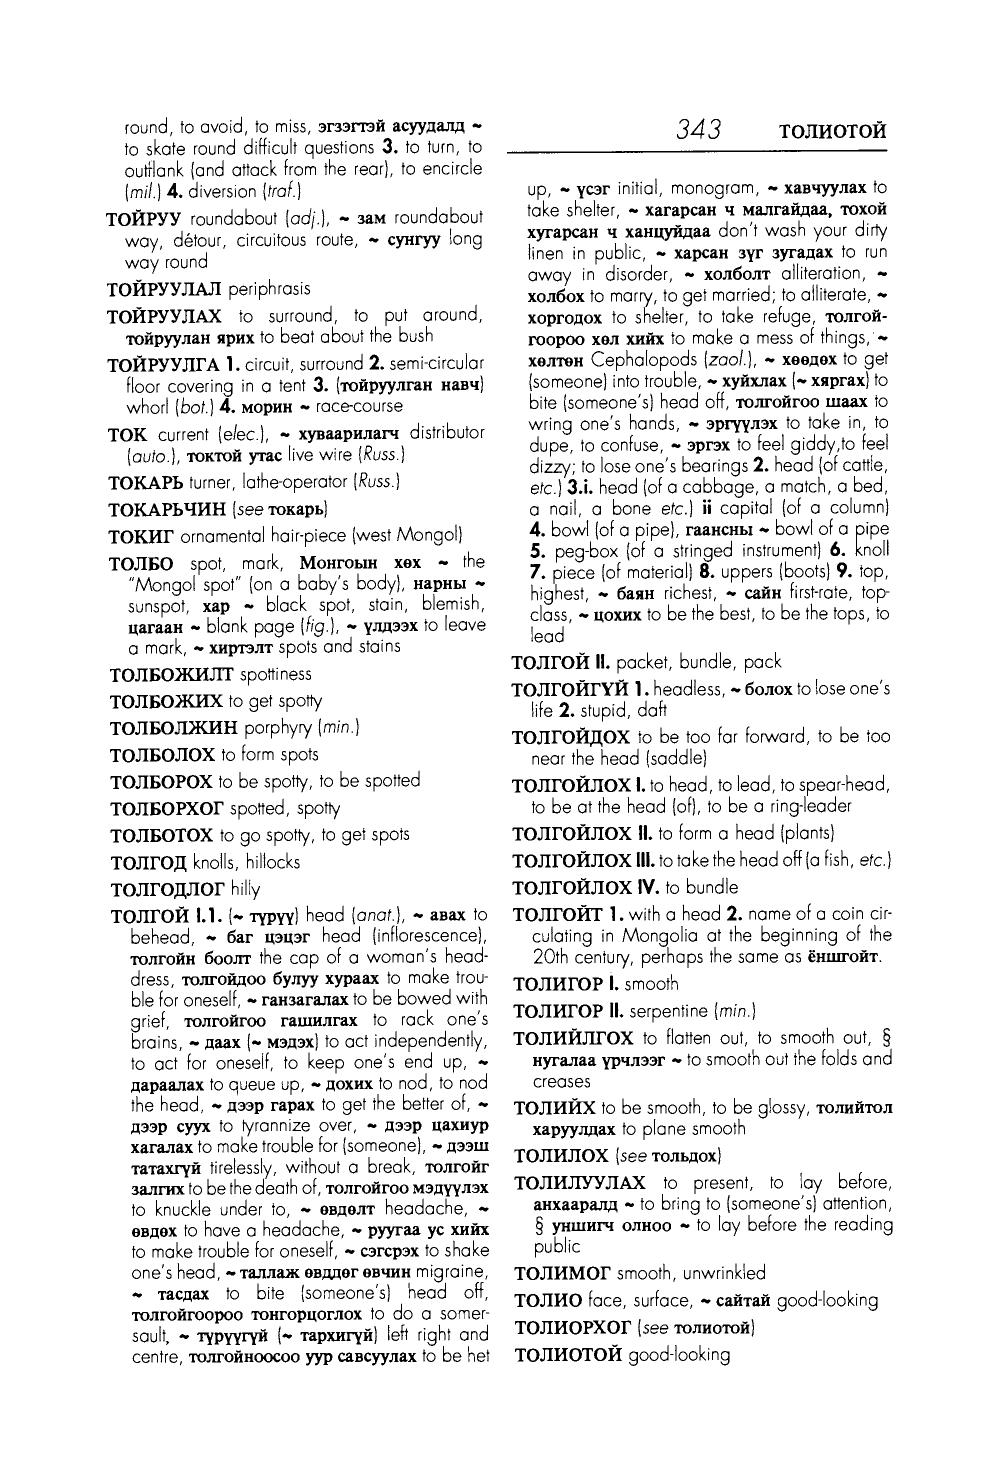 343 ТОЛИОТОЙ
round, to avoid, to miss, эгзэгтэй асуудалд ~
to skate round difficult questions 3. to turn, to
outflank (and attack from the rear), to encircle
(mil.) 4. diversion (traf.)
ТОЙРУУ roundabout (adj.), ~ зам roundabout
way, détour, circuitous route, ~ сунгуу long
way round
ТОЙРУУЛАЛ periphrasis
ТОЙРУУЛАХ to surround, to put around,
тойруулан ярих to beat about the bush
ТОЙРУУЛГА 1. circuit, surround 2. semi-circular
floor covering in a tent 3. (тойруулган навч)
whorl (bot.) 4. морин ~ race-course
ТОК current (elec.), ~ хуваарилагч distributor
(auto.), токтой утас live wire (Russ.)
ТОКАРЬ turner, lathe-operator (Russ.)
ТОКАРЬЧИН (see токарь)
ТОКИГ ornamental hair-piece (west Mongol)
ТОЛБО spot, mark, Монгоын хөх ~ the
"Mongol spot" (on a baby's body), нарны ~
sunspot, хар ~ black spot, stain, blemish,
цагаан ~ blank page (fig.), ~ үлдээх to leave
a mark, ~ хиртэлт spots and stains
ТОЛБОЖИЛТ spottiness
ТОЛБОЖИХ to get spotty
ТОЛБОЛЖИН porphyry (min.)
ТОЛБОЛОХ to form spots
ТОЛБОРОХ to be spotty, to be spotted
ТОЛБОРХОГ spotted, spotty
ТОЛБОТОХ to go spotty, to get spots
ТОЛГОД knolls, hillocks
ТОЛГОДЛОГ hilly
ТОЛГОЙ I.1. (~ түрүү) head (anat.), ~ авах to
behead, ~ баг цэцэг head (inflorescence),
толгойн боолт the cap of a woman's head-
dress, толгойдоо булуу хураах to make trou-
ble for oneself, ~ ганзагалах to be bowed with
grief, толгойгоо гашилгах to rack one's
brains, ~ даах (~ мэдэх) to act independently,
to act for oneself, to keep one's end up, ~
дараалах to queue up, ~ дохих to nod, to nod
the head, ~ дээр гарах to get the better of, ~
дээр суух to tyrannize over, ~ дээр цахиур
хагалах to make trouble for (someone), ~ дээш
татахгүй tirelessly, without a break, толгойг
залгих to be the death of, толгойгоо мэдүүлэх
to knuckle under to, ~ өвдөлт headache, ~
өвдөх to have a headache, ~ руугаа ус хийх
to make trouble for oneself, ~ сэгсрэх to shake
one's head, ~ таллаж өвддөг өвчин migraine,
~ тасдах to bite (someone's) head off,
толгойгоороо тонгорцоглох to do a somer-
sault, ~ түрүүгүй (~ тархигүй) left right and
centre, толгойноосоо уур савсуулах to be het
up, ~ үсэг initial, monogram, ~ хавчуулах to
take shelter, ~ хагарсан ч малгайдаа, тохой
хугарсан ч ханцуйдаа don't wash your dirty
linen in public, ~ харсан зүг зугадах to run
away in disorder, ~ холболт alliteration, ~
холбох to marry, to get married; to alliterate, ~
хоргодох to shelter, to take refuge, толгой-
гоороо хөл хийх to make a mess of things, ~
хөлтөн Cephalopods (zool.), ~ хөөдөх to get
(someone) into trouble, ~ хуйхлах (~ хяргах) to
bite (someone's) head off, толгойгоо шаах to
wring one's hands, ~ эргүүлэх to take in, to
dupe, to confuse, ~ эргэх to feel giddy,to feel
dizzy; to lose one's bearings 2. head (of cattle,
etc.) 3.i. head (of a cabbage, a match, a bed,
a nail, a bone etc.) ii capital (of a column)
4. bowl (of a pipe), гаансны ~ bowl of a pipe
5. peg-box (of a stringed instrument) 6. knoll
7. piece (of material) 8. uppers (boots) 9. top,
highest, ~ баян richest, ~ сайн first-rate, top-
class, ~ цохих to be the best, to be the tops, to
lead
ТОЛГОЙ II. packet, bundle, pack
ТОЛГОЙГҮЙ 1. headless, ~ болох to lose one's
life 2. stupid, daft
ТОЛГОЙДОХ to be too far forward, to be too
near the head (saddle)
ТОЛГОЙЛОХ I. to head, to lead, to spear-head,
to be at the head (of), to be a ring-leader
ТОЛГОЙЛОХ II. to form a head (plants)
ТОЛГОЙЛОХ III. to take the head off (a fish, etc.)
ТОЛГОЙЛОХ IV. to bundle
ТОЛГОЙТ 1. with a head 2. name of a coin cir-
culating in Mongolia at the beginning of the
20th century, perhaps the same as ёншгойт.
ТОЛИГОР I. smooth
ТОЛИГОР II. serpentine (min.)
ТОЛИЙЛГОХ to flatten out, to smooth out, §
нугалаа үрчлээг ~ to smooth out the folds and
creases
ТОЛИЙХ to be smooth, to be glossy, толийтол
харуулдах to plane smooth
ТОЛИЛОХ (see тольдох)
ТОЛИЛУУЛАХ to present, to lay before,
анхааралд ~ to bring to (someone's) attention,
§ уншигч олноо ~ to lay before the reading
public
ТОЛИМОГ smooth, unwrinkled
ТОЛИО face, surface, ~ сайтай good-looking
ТОЛИОРХОГ (see толиотой)
ТОЛИОТОЙ good-looking